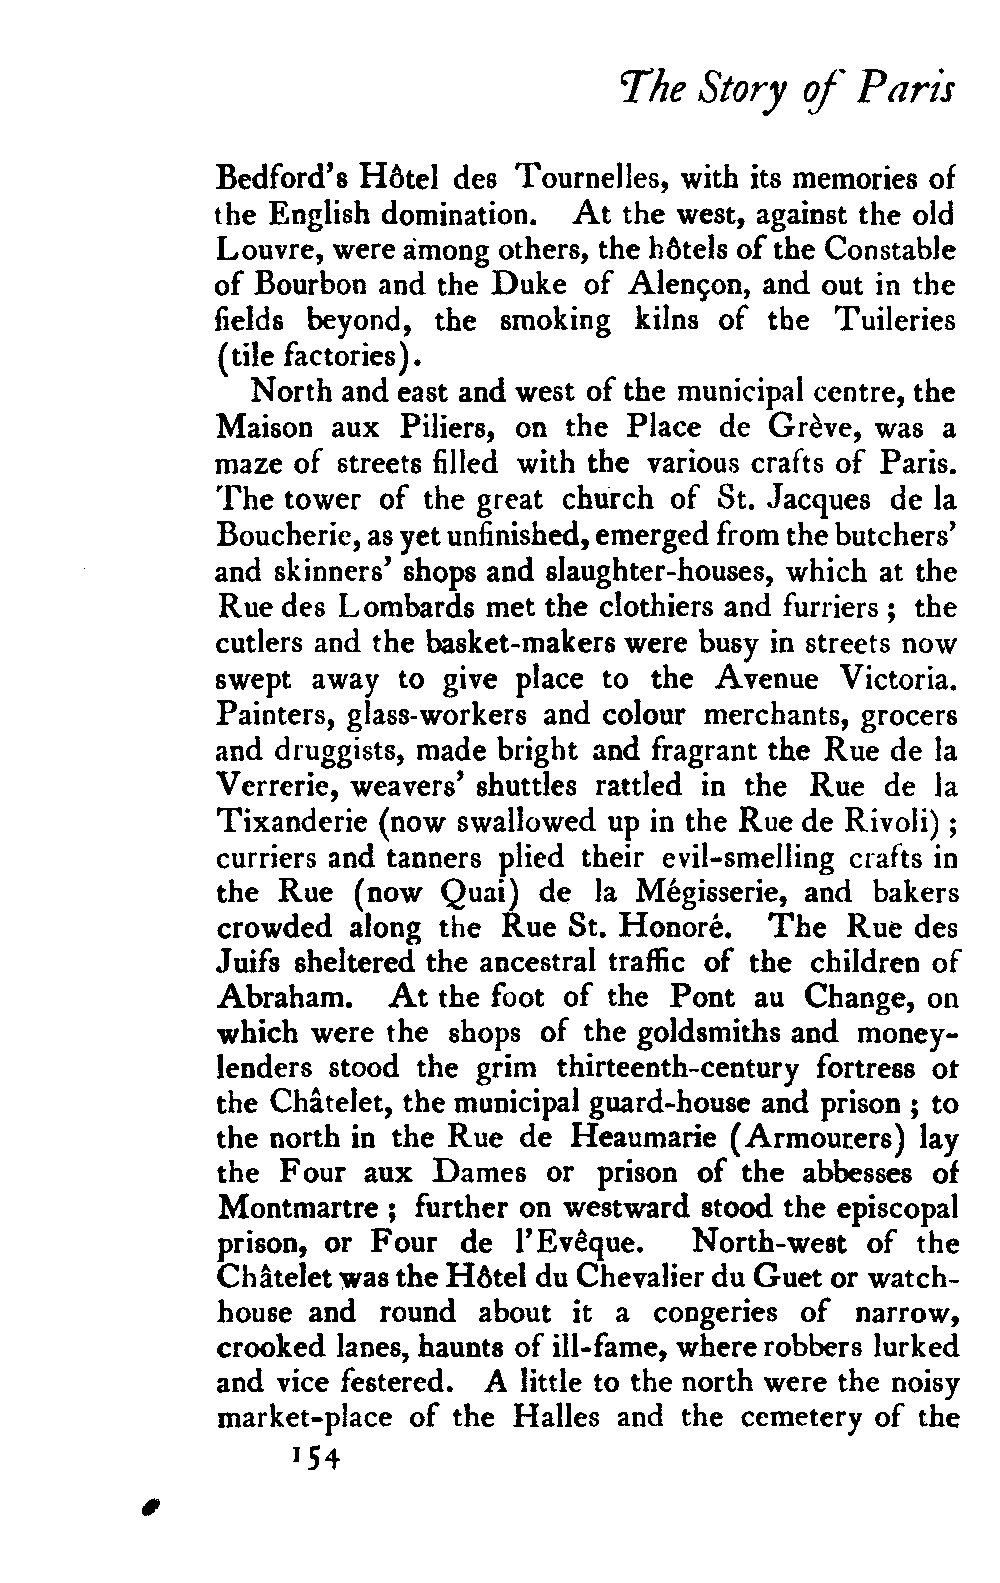 The Story of Paris
Bedford's Hôtel des Tournelles, with its memories of
the English domination. At the west, against the old
Louvre, were among others, the hôtels of the Constable
of Bourbon and the Duke of Alençon, and out in the
fields beyond, the smoking kilns of the Tuileries
(tile factories).
North and east and west of the municipal centre, the
Maison aux Piliers, on the Place de Grève, was a
maze of streets filled with the various crafts of Paris.
The tower of the great church of St. Jacques de la
Boucherie, as yet unfinished, emerged from the butchers'
and skinners' shops and slaughter-houses, which at the
Rue des Lombards met the clothiers and furriers ; the
cutlers and the basket-makers were busy in streets now
swept away to give place to the Avenue Victoria.
Painters, glass-workers and colour merchants, grocers
and druggists, made bright and fragrant the Rue de la
Verrerie, weavers' shuttles rattled in the Rue de la
Tixanderie (now swallowed up in the Rue de Rivoli) ;
curriers and tanners plied their evil-smelling crafts in
the Rue (now Quai) de la Mégisserie, and bakers
crowded along the Rue St. Honoré. The Rue des
Juifs sheltered the ancestral traffic of the children of
Abraham. At the foot of the Pont au Change, on
which were the shops of the goldsmiths and money-
lenders stood the grim thirteenth-century fortress of
the Châtelet, the municipal guard-house and prison ; to
the north in the Rue de Heaumarie (Armourers) lay
the Four aux Dames or prison of the abbesses of
Montmartre ; further on westward stood the episcopal
prison, or Four de l'Evêque. North-west of the
Châtelet was the Hôtel du Chevalier du Guet or watch-
house and round about it a congeries of narrow,
crooked lanes, haunts of ill-fame, where robbers lurked
and vice festered. A little to the north were the noisy
market-place of the Halles and the cemetery of the
154